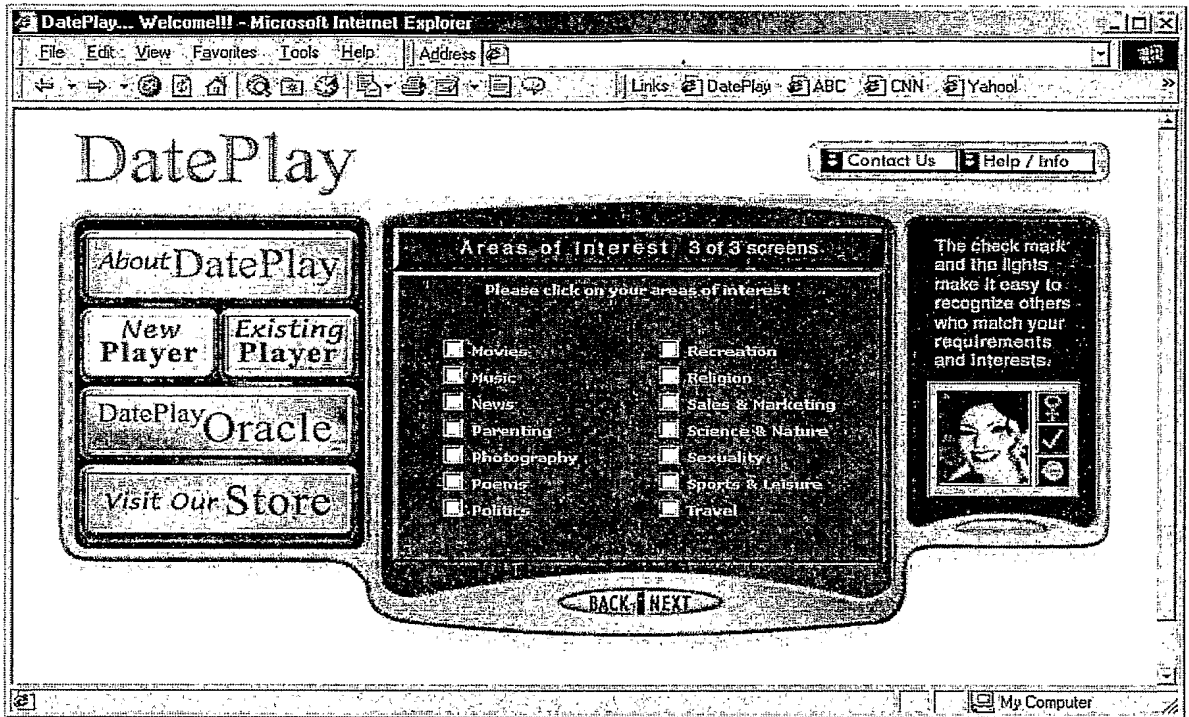 DatePlay... Welcome!!! - Microsoft Internet Explorer
File Edit View Favorites Tools Help Address
Links DatePlay ABC CNN Yahoo!
DatePlay
Contact Us Help / Info
About DatePlay
New Player
Existing Player
DatePlay Oracle
Visit Our Store
Areas of Interest 3 of 3 screens
Please click on your areas of interest
Movies
Music
News
Parenting
Photography
Poems
Politics
Recreation
Religion
Sales & Marketing
Science & Nature
Sexuality
Sports & Leisure
Travel
BACK NEXT
The check mark
and the lights
make it easy to
recognize others
who match your
requirements
and interests.
My Computer